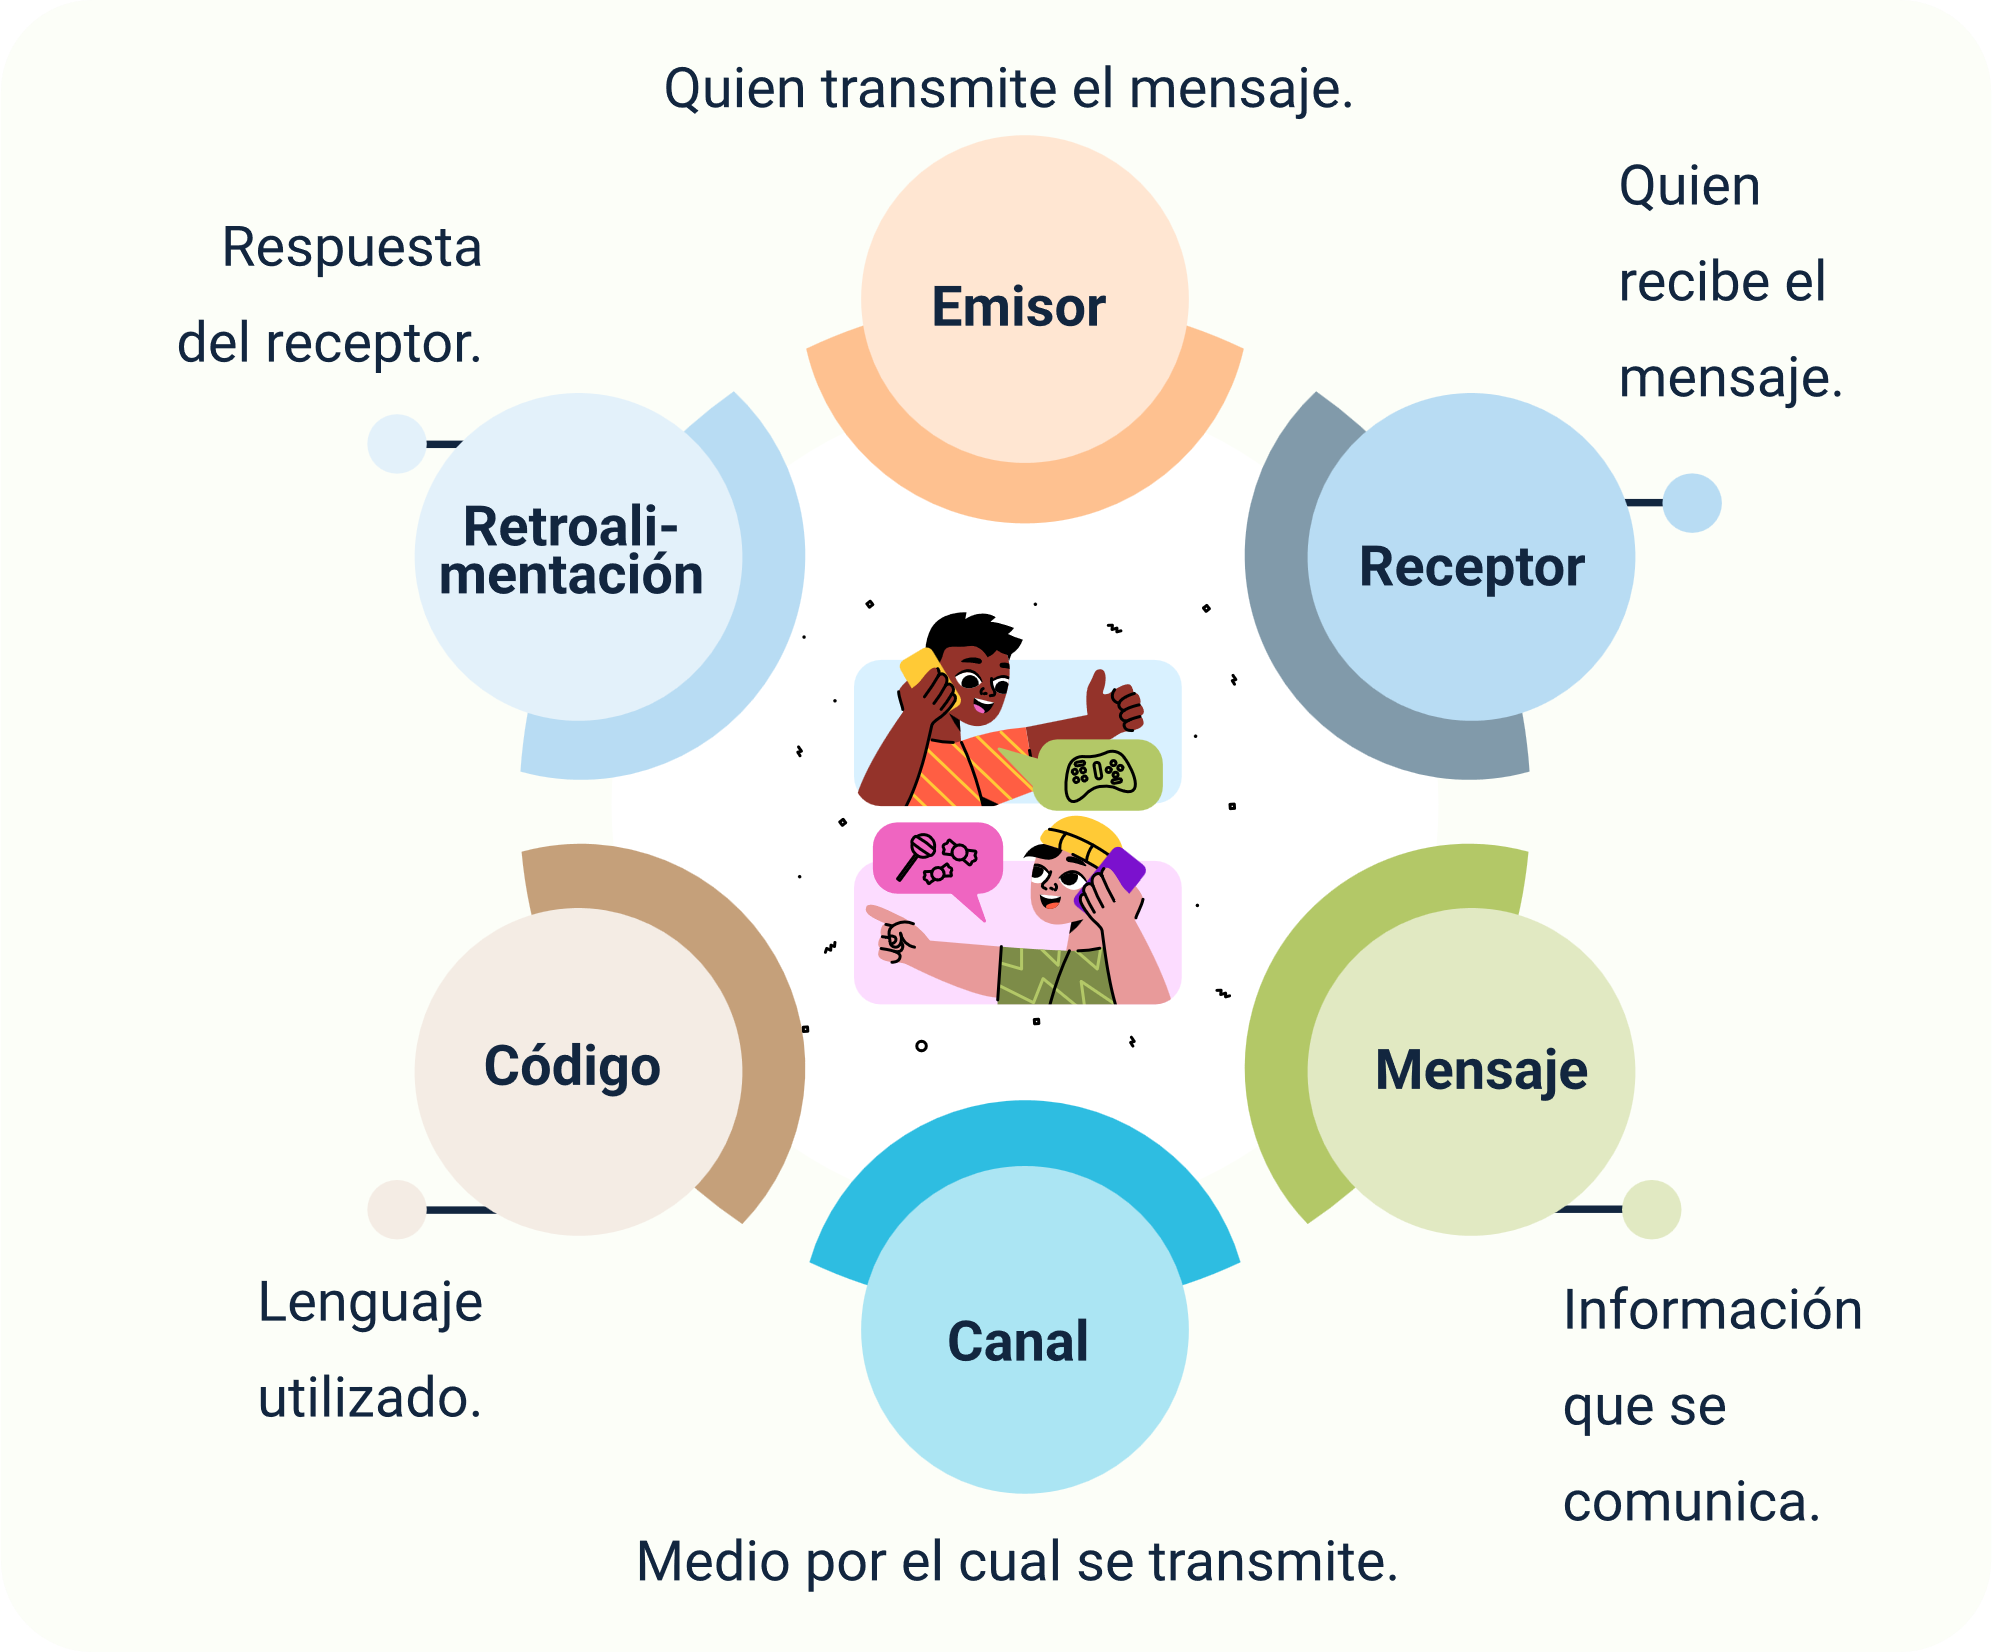 Quien transmite el mensaje.
Emisor
Quien
recibe el
mensaje.
Receptor
Mensaje
Información
que se
comunica.
Canal
Medio por el cual se transmite.
Código
Lenguaje
utilizado.
Respuesta
del receptor.
Retroali-
mentación